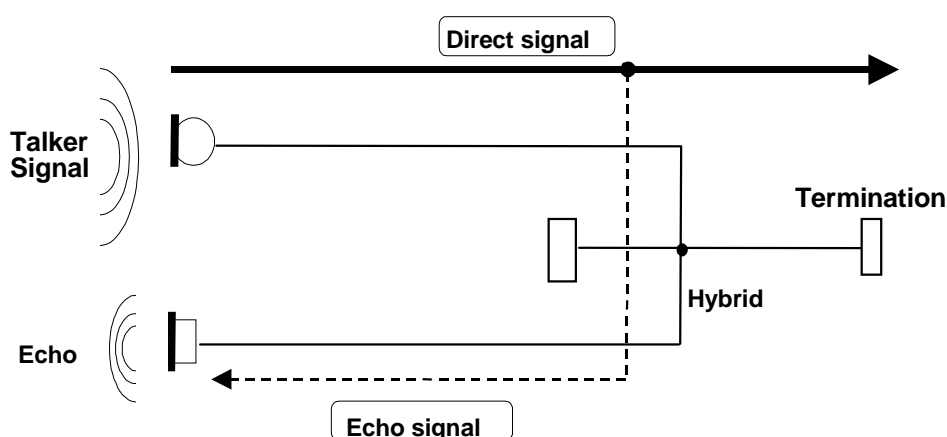 Direct signal
Talker
Signal
Termination
Hybrid
Echo
Echo signal